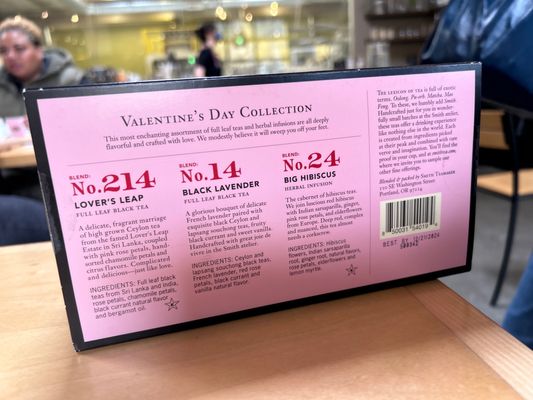 VALENTINE'S DAY COLLECTION
This most enchanting assortment of full leaf teas and herbal infusions are all deeply
flavorful and crafted with love. We modestly believe it will sweep you off your feet.
BLEND:
No. 214
LOVER'S LEAP
FULL LEAF BLACK TEA
A delicate, fragrant marriage
of high grown Ceylon tea
from the famed Lover's Leap
Estate in Sri Lanka, coupled
with pink rose petals, hand-
sorted chamomile petals and
citrus flavors. Complicated
and delicious—just like love.
INGREDIENTS: Full leaf black
teas from Sri Lanka and India,
rose petals, chamomile petals,
black currant natural flavor
and bergamot oil.
BLEND:
No. 14
BLACK LAVENDER
FULL LEAF BLACK TEA
A glorious bouquet of delicate
French lavender paired with
exquisite black Ceylon and
lapsang souchong teas, fruity
black currant and sweet vanilla.
Handcrafted with great joie de
vivre in the Smith atelier.
INGREDIENTS: Ceylon and
lapsang souchong black teas,
French lavender, red rose
petals, black currant and
vanilla natural flavor.
BLEND:
No. 24
BIG HIBISCUS
HERBAL INFUSION
The cabernet of hibiscus teas.
We join luscious red hibiscus
with Indian sarsaparilla, ginger,
pink rose petals, and elderflowers
from Europe. Deep red, complex
and nuanced, this tea almost
needs a corkscrew.
INGREDIENTS: Hibiscus
flowers, Indian sarsaparilla
root, ginger root, natural flavors,
rose petals, elderflowers and
lemon myrtle.
THE LEXICON OF TEA is full of exotic
terms. Oolong. Pu-erh. Matcha. Mao
Feng. To these, we humbly add Smith.
Handcrafted just for you in wonder-
fully small batches at the Smith atelier,
these teas offer a drinking experience
like nothing else in the world. Each
is created from ingredients picked
at their peak and combined with rare
verve and imagination. You'll find the
proof in your cup, and at smithtea.com,
where we invite you to sample our
other fine offerings.
Blended & packed by SMITH TEAMAKER
110 SE Washington Street
Portland, OR 97214
8 50031 54019
BEST BY 12/21/2024